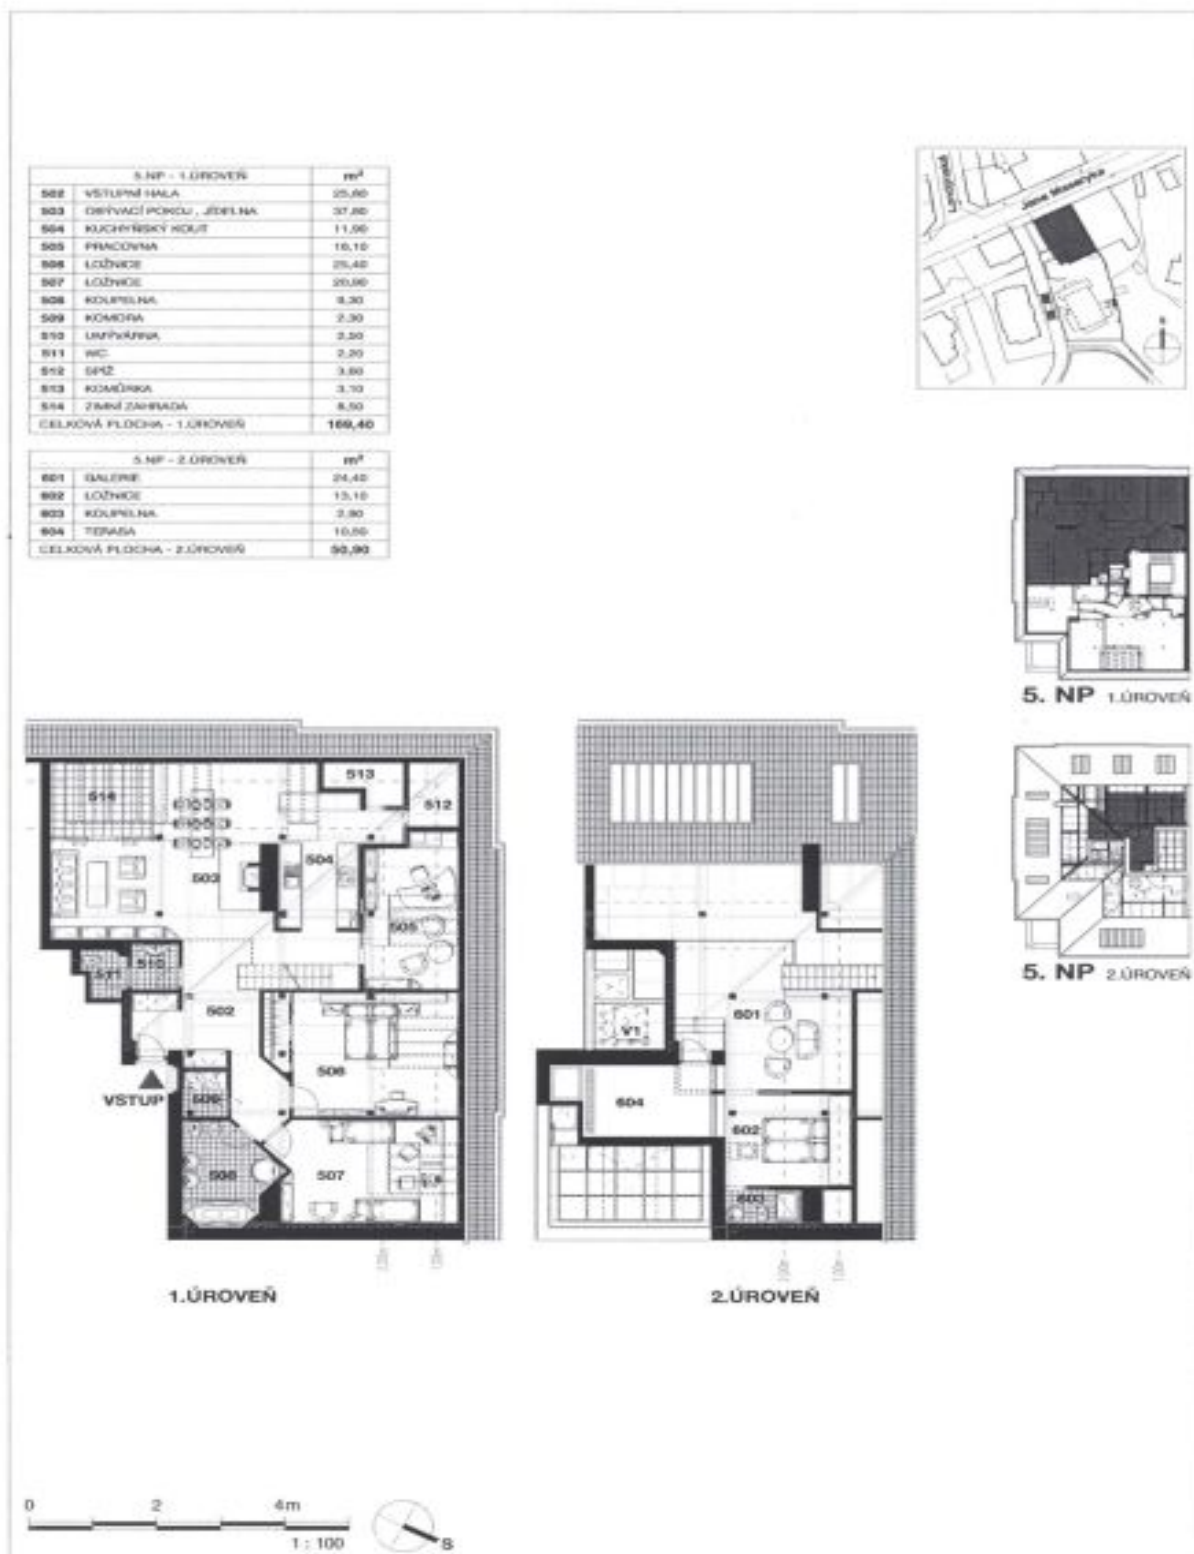 5.NP - 1.ÚROVEŇ m²
502 VSTUPNÍ HALA 25,80
503 OBÝVACÍ POKOJ , JÍDELNA 37,80
504 KUCHYŇSKÝ KOUT 11,90
505 PRACOVNA 16,10
506 LOŽNICE 25,40
507 LOŽNICE 20,90
508 KOUPELNA 9,30
509 KOMORA 2,30
510 UMÝVÁRNA 2,50
511 WC 2,20
512 SPÍŽ 3,60
513 KOMŮRKA 3,10
514 ZIMNÍ ZAHRADA 8,50
CELKOVÁ PLOCHA - 1.ÚROVEŇ 169,40
5.NP - 2.ÚROVEŇ m²
601 GALERIE 24,40
602 LOŽNICE 13,10
603 KOUPELNA 2,90
604 TERASA 10,50
CELKOVÁ PLOCHA - 2.ÚROVEŇ 50,90
Jana Masaryka
5. NP 1.ÚROVEŇ
5. NP 2.ÚROVEŇ
513
514
512
504
503
505
510
511
502
506
VSTUP
509
508
507
V1
601
604
602
603
1.ÚROVEŇ
2.ÚROVEŇ
0 2 4m
1 : 100
S